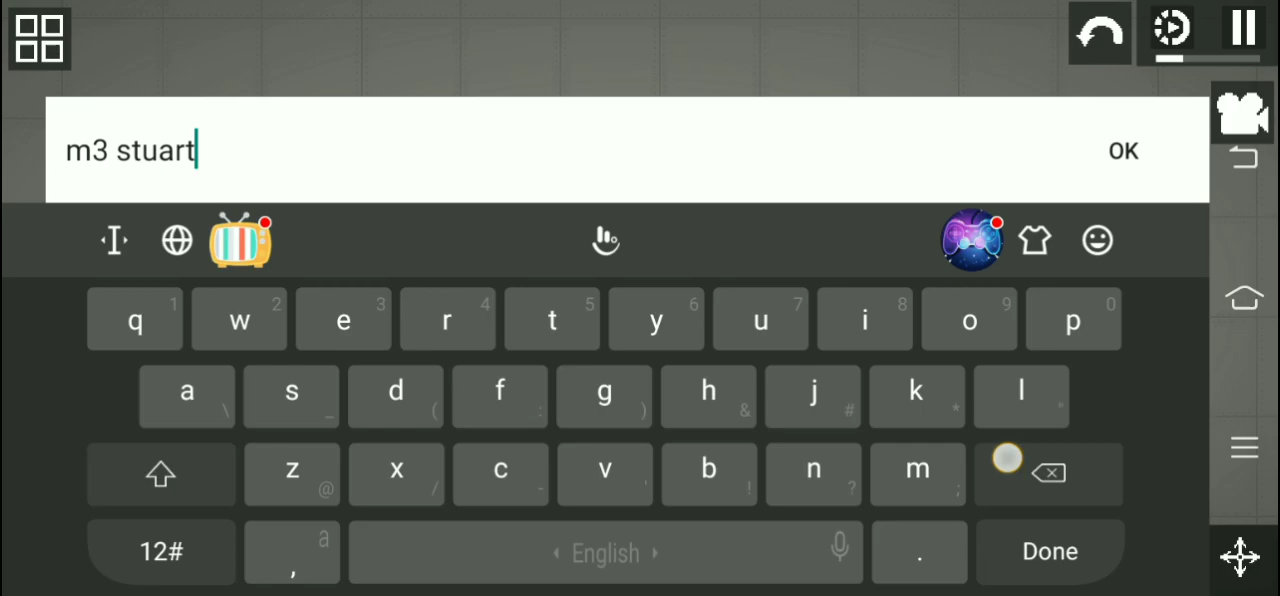 m3 stuart
OK
q 1 w 2 e 3 r 4 t 5 y 6 u 7 i 8 o 9 p 0
a \ s _ d ( f : g ) h & j # k * l "
z @ x / c - v ' b ! n ? m ;
12# , a English . Done